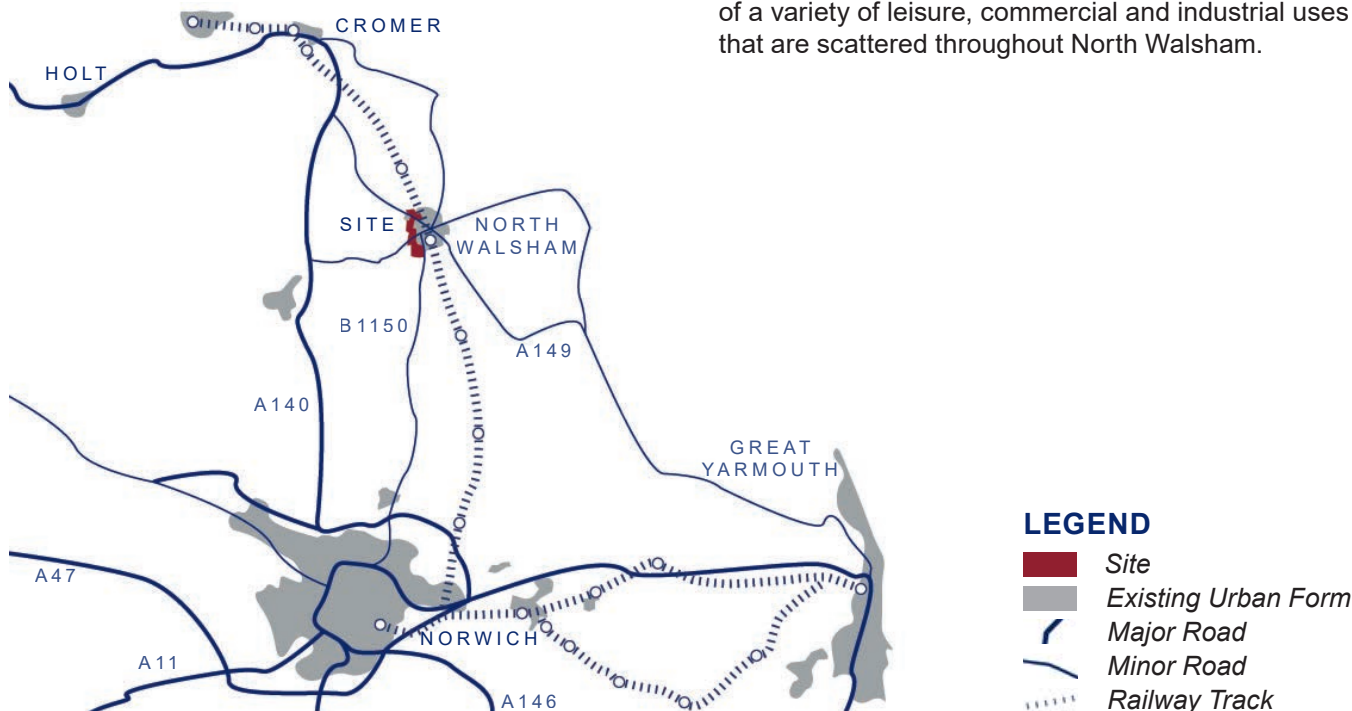 of a variety of leisure, commercial and industrial uses
that are scattered throughout North Walsham.
CROMER
HOLT
SITE
NORTH
WALSHAM
B1150
A149
A140
GREAT
YARMOUTH
A47
NORWICH
A11
A146
LEGEND
Site
Existing Urban Form
Major Road
Minor Road
Railway Track